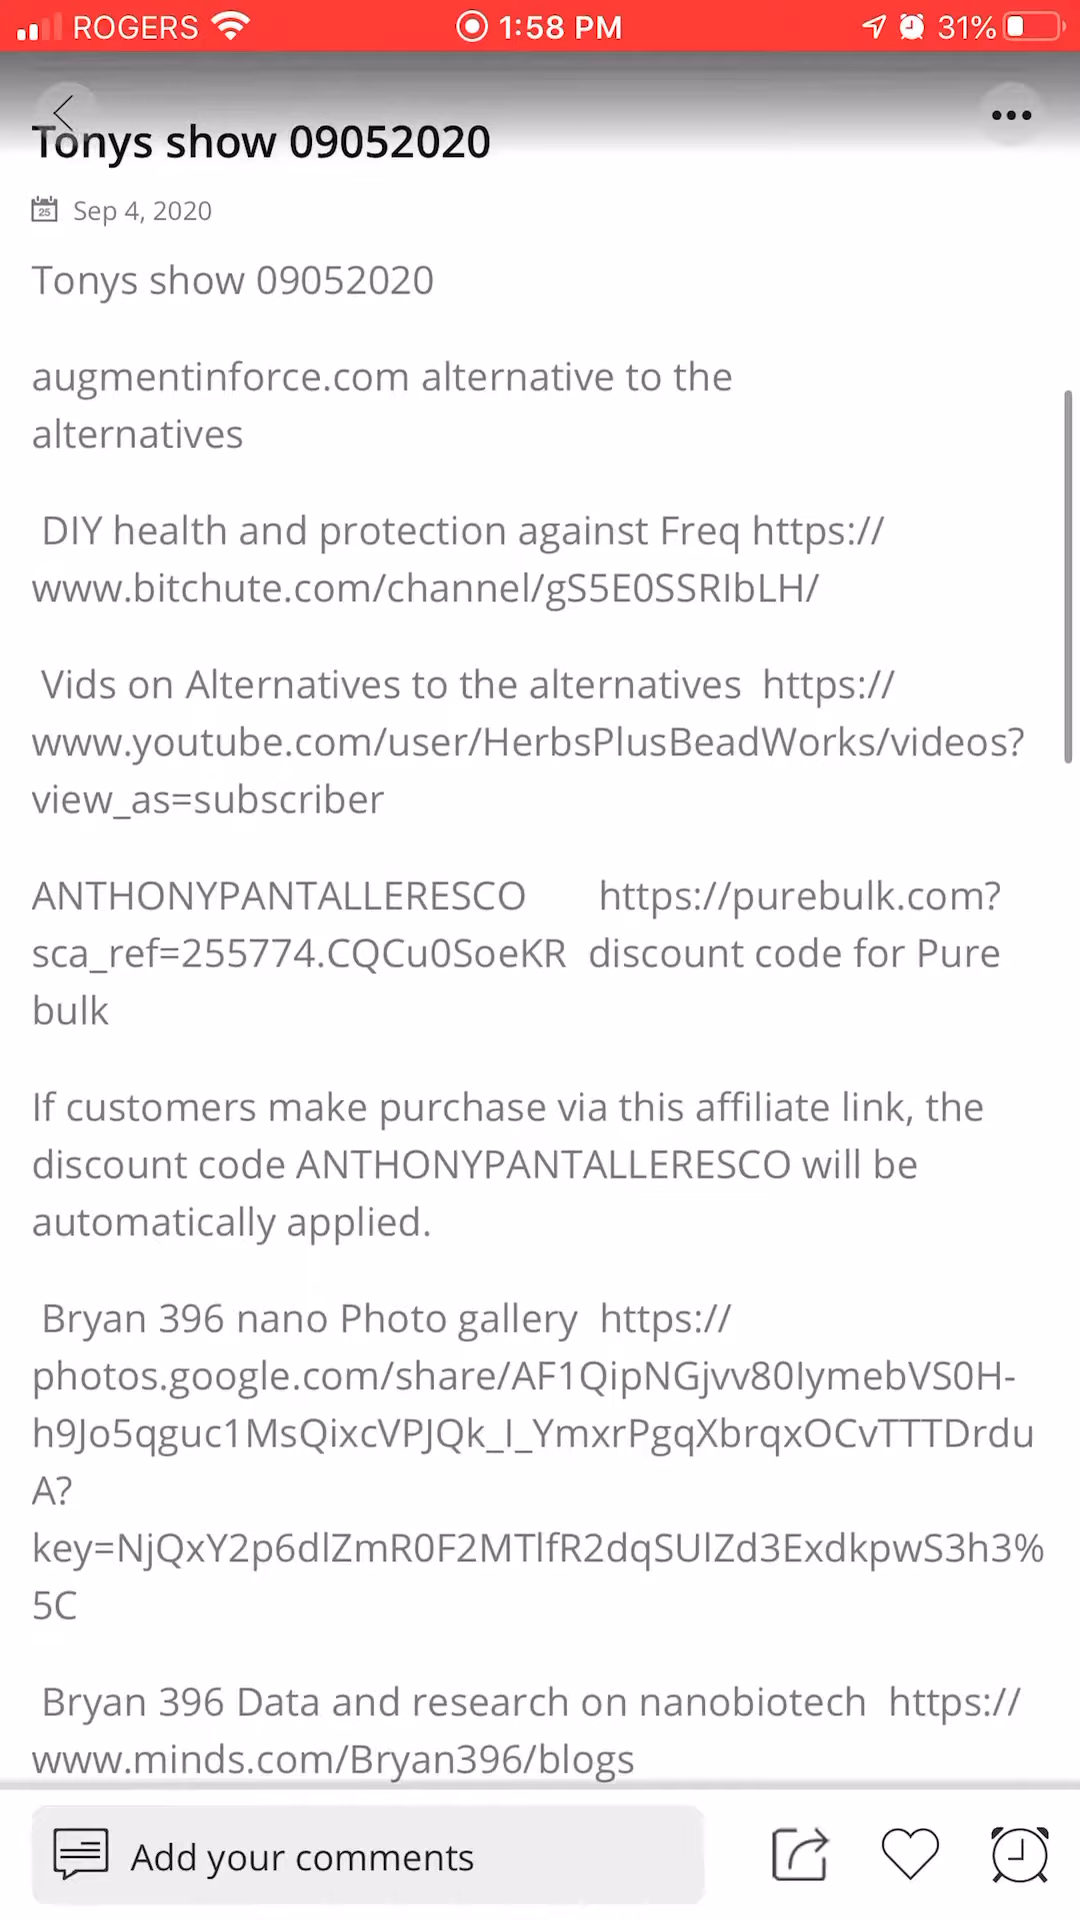 ROGERS 1:58 PM 31%
Tonys show 09052020
25 Sep 4, 2020
Tonys show 09052020
augmentinforce.com alternative to the
alternatives
DIY health and protection against Freq https://
www.bitchute.com/channel/gS5E0SSRIbLH/
Vids on Alternatives to the alternatives https://
www.youtube.com/user/HerbsPlusBeadWorks/videos?
view_as=subscriber
ANTHONYPANTALLERESCO https://purebulk.com?
sca_ref=255774.CQCu0SoeKR discount code for Pure
bulk
If customers make purchase via this affiliate link, the
discount code ANTHONYPANTALLERESCO will be
automatically applied.
Bryan 396 nano Photo gallery https://
photos.google.com/share/AF1QipNGjvv80IymebVS0H-
h9Jo5qguc1MsQixcVPJQk_I_YmxrPgqXbrqxOCvTTTDrdu
A?
key=NjQxY2p6dlZmR0F2MTlfR2dqSUlZd3ExdkpwS3h3%
5C
Bryan 396 Data and research on nanobiotech https://
www.minds.com/Bryan396/blogs
Add your comments